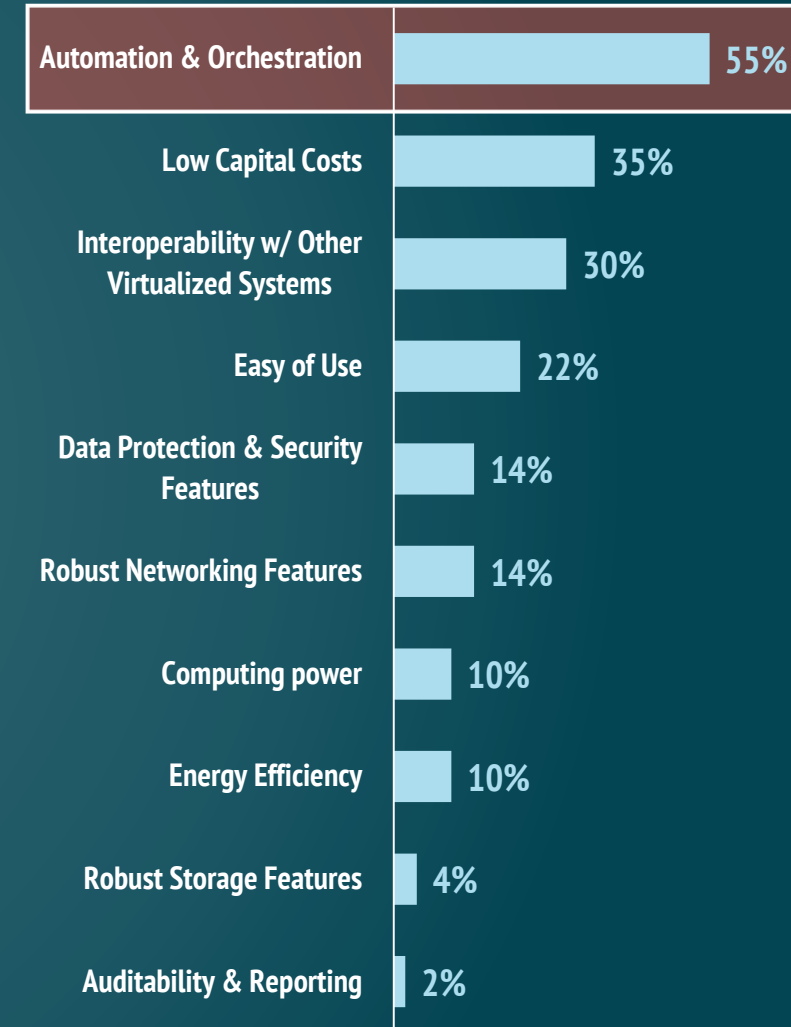 Automation & Orchestration
55%
Low Capital Costs
35%
Interoperability w/ Other
Virtualized Systems
30%
Easy of Use
22%
Data Protection & Security
Features
14%
Robust Networking Features
14%
Computing power
10%
Energy Efficiency
10%
Robust Storage Features
4%
Auditability & Reporting
2%